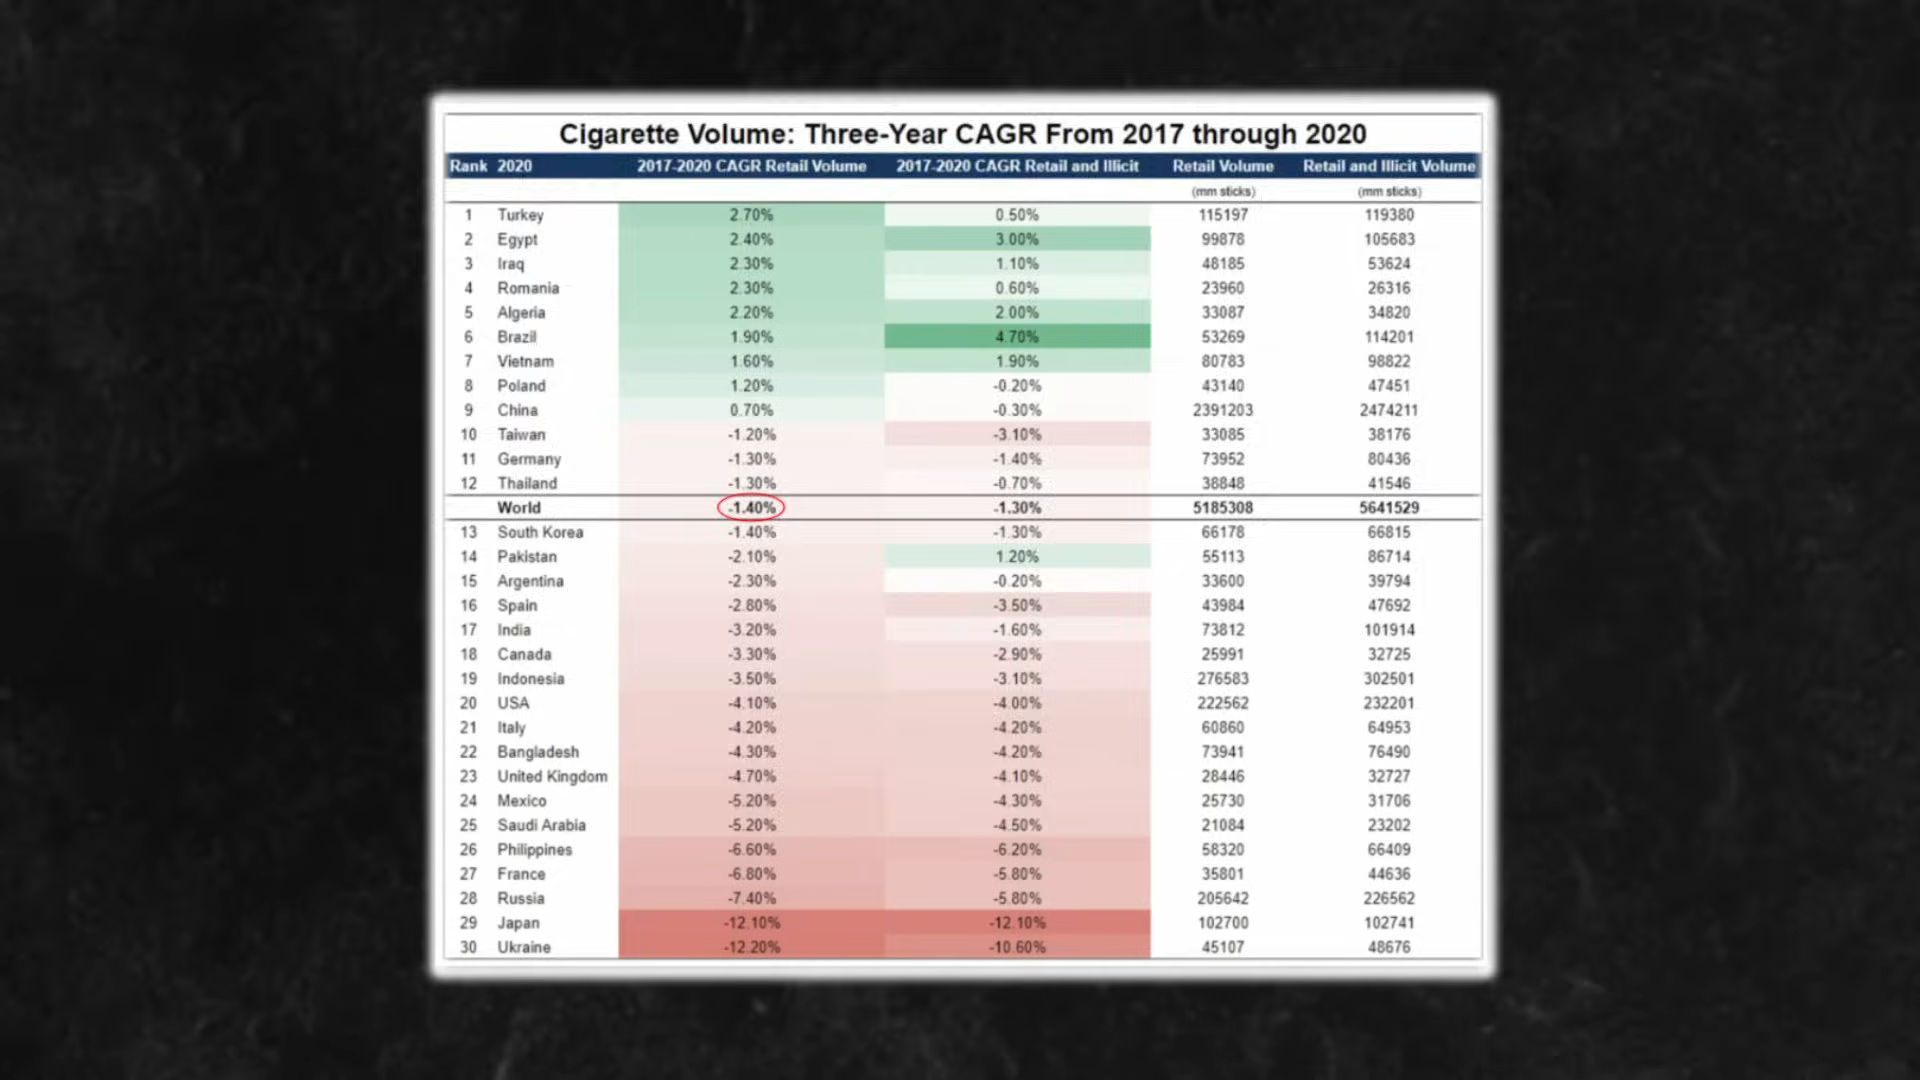 Cigarette Volume: Three-Year CAGR From 2017 through 2020
Rank 2020 2017-2020 CAGR Retail Volume 2017-2020 CAGR Retail and Illicit Retail Volume Retail and Illicit Volume
(mm sticks) (mm sticks)
1 Turkey 2.70% 0.50% 115197 119380
2 Egypt 2.40% 3.00% 99878 105683
3 Iraq 2.30% 1.10% 48185 53624
4 Romania 2.30% 0.60% 23960 26316
5 Algeria 2.20% 2.00% 33087 34820
6 Brazil 1.90% 4.70% 53269 114201
7 Vietnam 1.60% 1.90% 80783 98822
8 Poland 1.20% -0.20% 43140 47451
9 China 0.70% -0.30% 2391203 2474211
10 Taiwan -1.20% -3.10% 33085 38176
11 Germany -1.30% -1.40% 73952 80436
12 Thailand -1.30% -0.70% 38848 41546
World -1.40% -1.30% 5185308 5641529
13 South Korea -1.40% -1.30% 66178 66815
14 Pakistan -2.10% 1.20% 55113 86714
15 Argentina -2.30% -0.20% 33600 39794
16 Spain -2.80% -3.50% 43984 47692
17 India -3.20% -1.60% 73812 101914
18 Canada -3.30% -2.90% 25991 32725
19 Indonesia -3.50% -3.10% 276583 302501
20 USA -4.10% -4.00% 222562 232201
21 Italy -4.20% -4.20% 60860 64953
22 Bangladesh -4.30% -4.20% 73941 76490
23 United Kingdom -4.70% -4.10% 28446 32727
24 Mexico -5.20% -4.30% 25730 31706
25 Saudi Arabia -5.20% -4.50% 21084 23202
26 Philippines -6.60% -6.20% 58320 66409
27 France -6.80% -5.80% 35801 44636
28 Russia -7.40% -5.80% 205642 226562
29 Japan -12.10% -12.10% 102700 102741
30 Ukraine -12.20% -10.60% 45107 48676